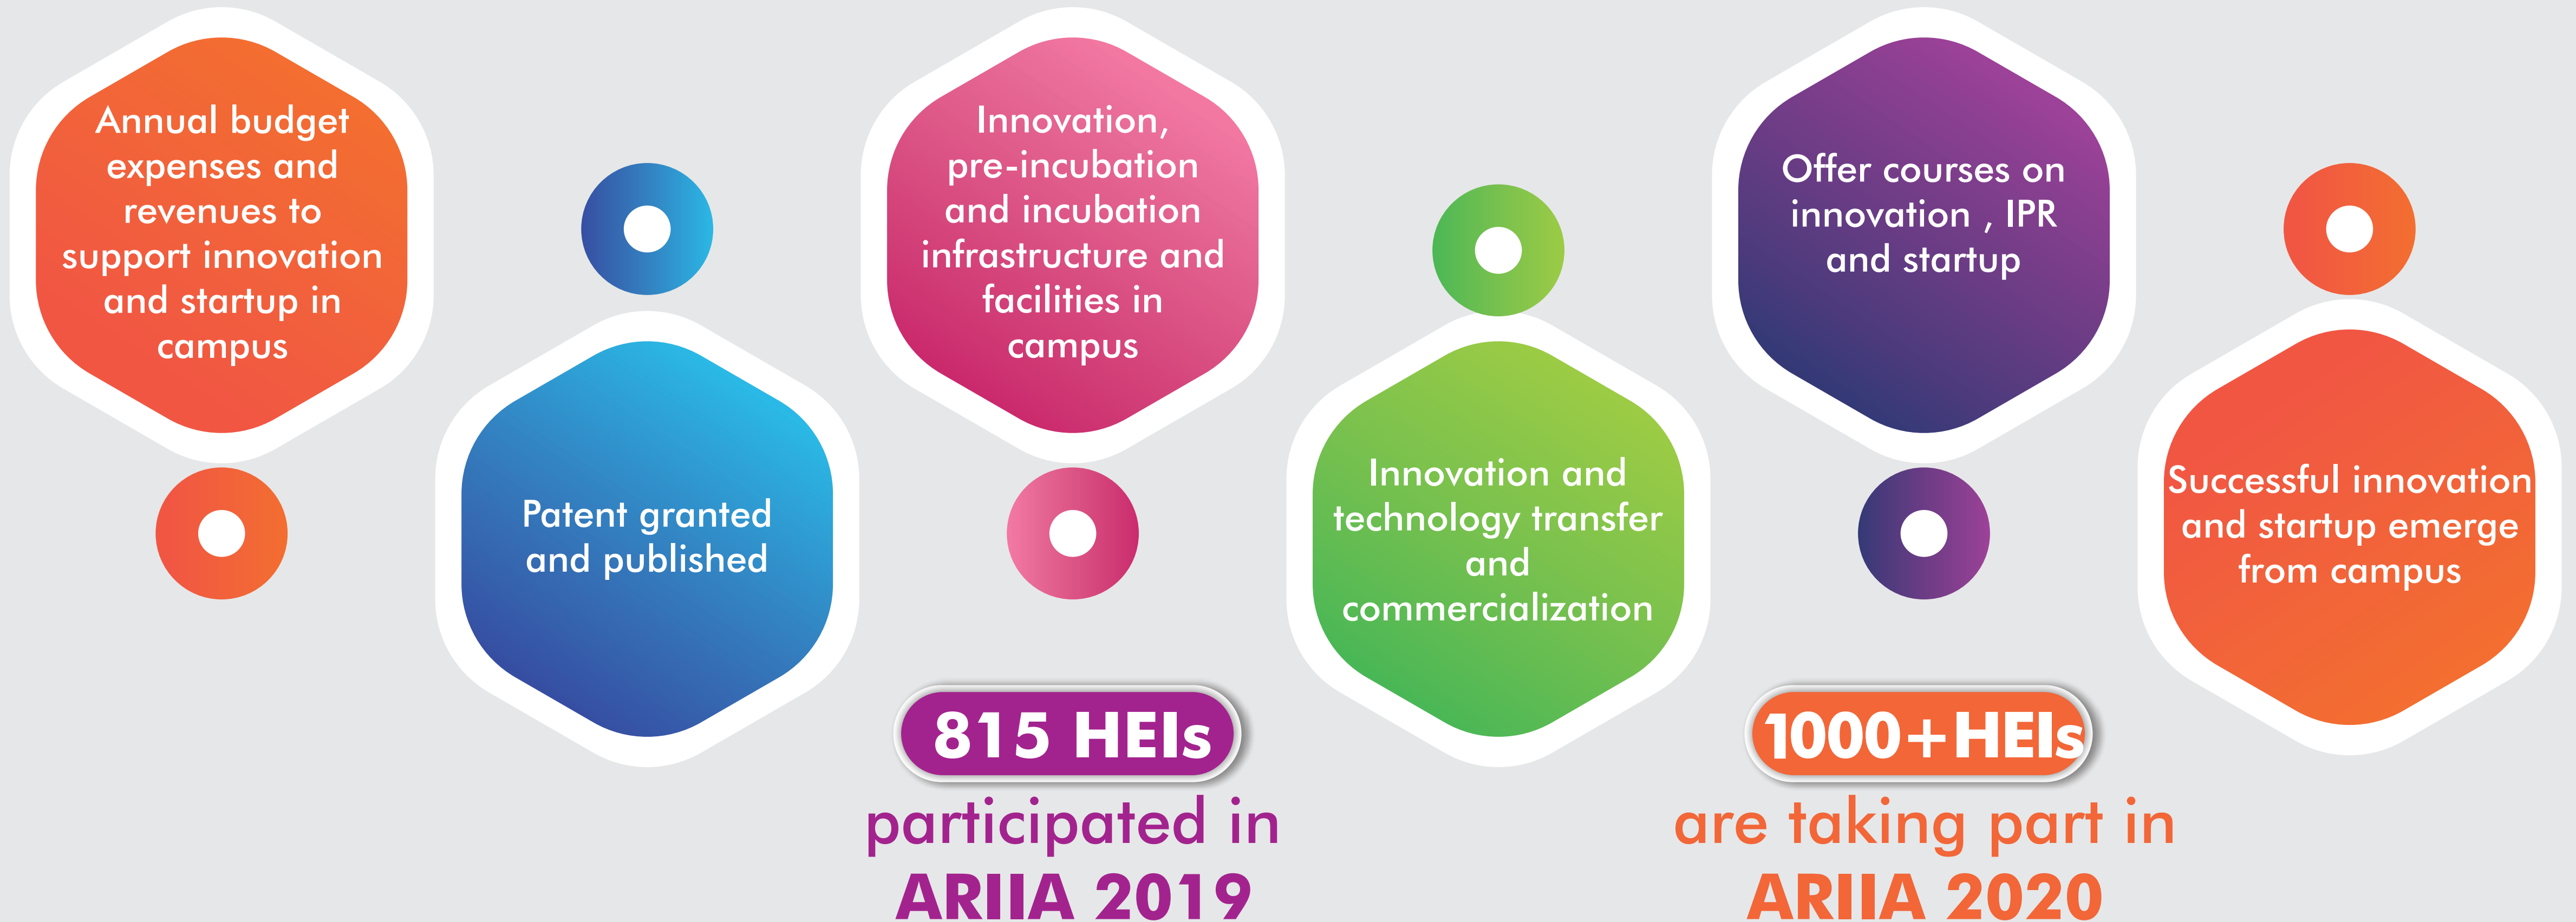 Annual budget
expenses and
revenues to
support innovation
and startup in
campus
Patent granted
and published
Innovation,
pre-incubation
and incubation
infrastructure and
facilities in
campus
Innovation and
technology transfer
and
commercialization
Offer courses on
innovation , IPR
and startup
Successful innovation
and startup emerge
from campus
815 HEIs
participated in
ARIIA 2019
1000+HEIs
are taking part in
ARIIA 2020